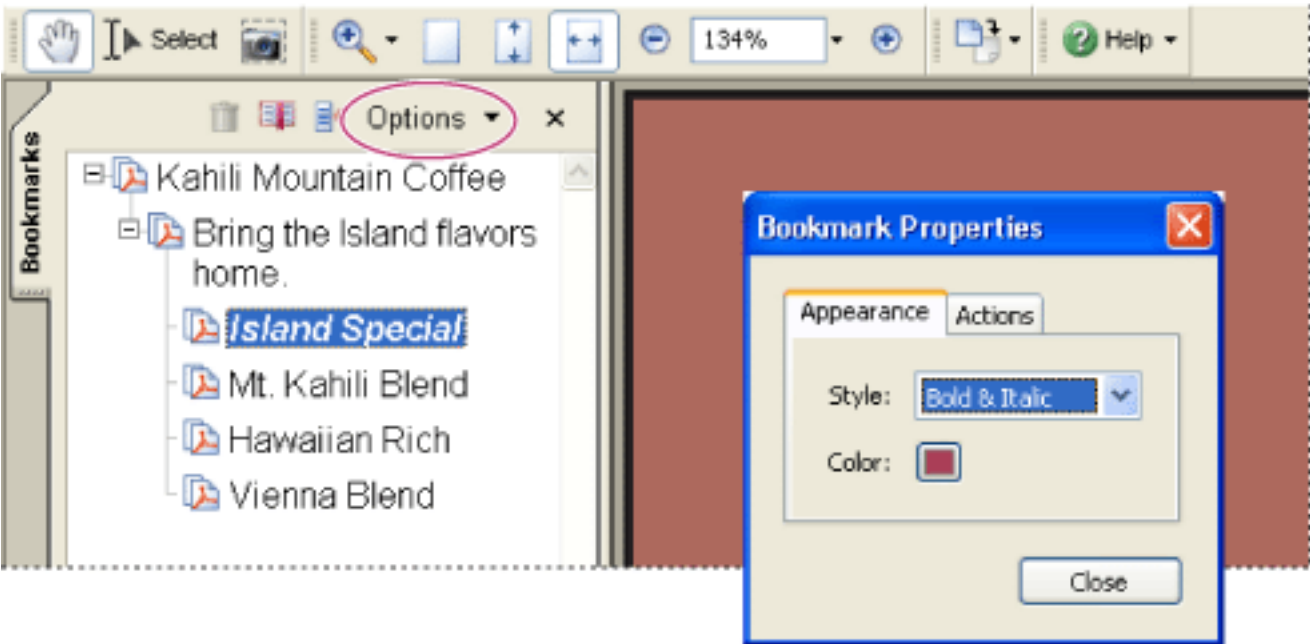 Select 134% Help
Options
Bookmarks
Kahili Mountain Coffee
Bring the Island flavors
home.
Island Special
Mt. Kahili Blend
Hawaiian Rich
Vienna Blend
Bookmark Properties
Appearance Actions
Style: Bold & Italic
Color:
Close